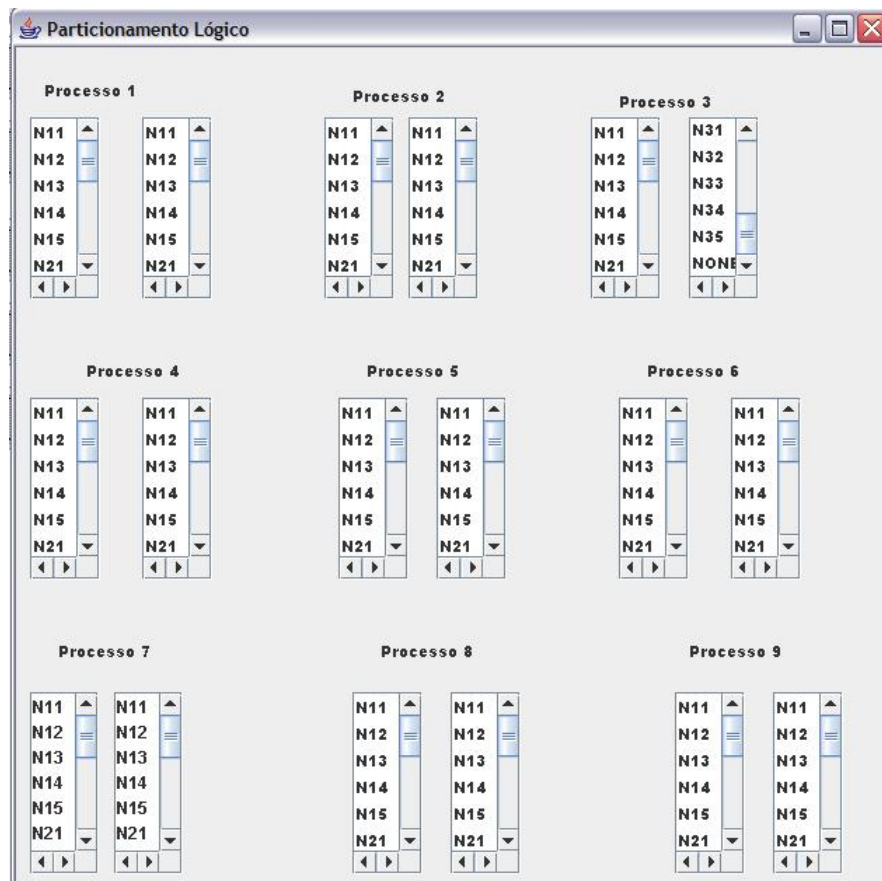 Particionamento Lógico
Processo 1
Processo 2
Processo 3
N11 N11 N11 N11 N11 N31
N12 N12 N12 N12 N12 N32
N13 N13 N13 N13 N13 N33
N14 N14 N14 N14 N14 N34
N15 N15 N15 N15 N15 N35
N21 N21 N21 N21 N21 NONE
Processo 4 Processo 5 Processo 6
N11 N11 N11 N11 N11 N11
N12 N12 N12 N12 N12 N12
N13 N13 N13 N13 N13 N13
N14 N14 N14 N14 N14 N14
N15 N15 N15 N15 N15 N15
N21 N21 N21 N21 N21 N21
Processo 7 Processo 8 Processo 9
N11 N11 N11 N11 N11 N11
N12 N12 N12 N12 N12 N12
N13 N13 N13 N13 N13 N13
N14 N14 N14 N14 N14 N14
N15 N15 N15 N15 N15 N15
N21 N21 N21 N21 N21 N21